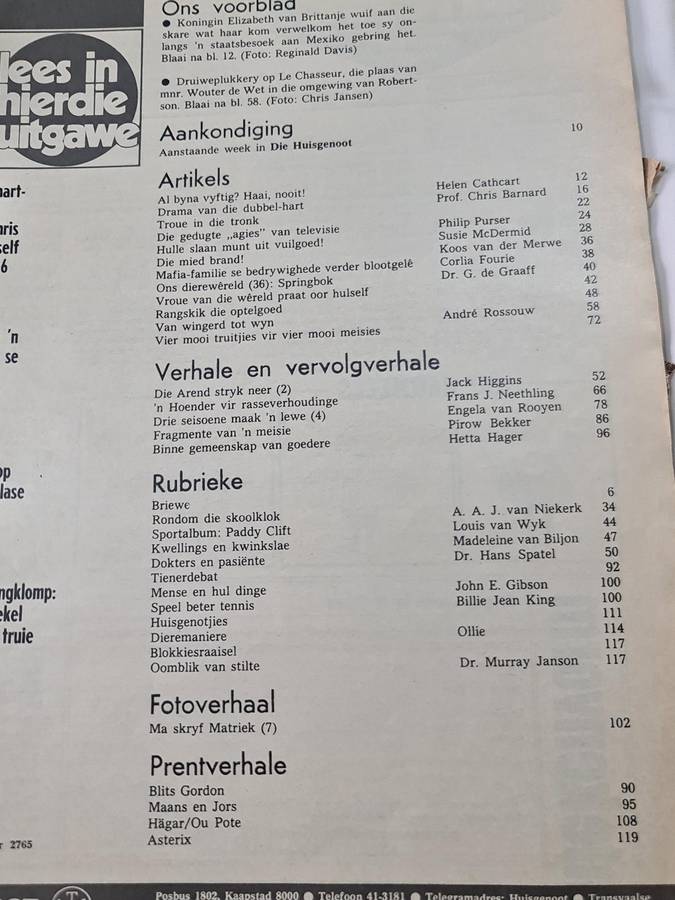 Ons voorblad
● Koningin Elizabeth van Brittanje wuif aan die
skare wat haar kom verwelkom het toe sy on-
langs 'n staatsbesoek aan Mexiko gebring het.
Blaai na bl. 12. (Foto: Reginald Davis)
● Druiweplukkery op Le Chasseur, die plaas van
mnr. Wouter de Wet in die omgewing van Robert-
son. Blaai na bl. 58. (Foto: Chris Jansen)
lees in
hierdie
uitgawe
Aankondiging
Aanstaande week in Die Huisgenoot 10
Artikels
Al byna vyftig? Haai, nooit! Helen Cathcart 12
Drama van die dubbel-hart Prof. Chris Barnard 16
Troue in die tronk 22
Die gedugte „agies" van televisie Philip Purser 24
Hulle slaan munt uit vuilgoed! Susie McDermid 28
Die mied brand! Koos van der Merwe 36
Mafia-familie se bedrywighede verder blootgelê Corlia Fourie 38
Ons dierewêreld (36): Springbok Dr. G. de Graaff 40
Vroue van die wêreld praat oor hulself 42
Rangskik die optelgoed 48
Van wingerd tot wyn André Rossouw 58
Vier mooi truitjies vir vier mooi meisies 72
Verhale en vervolgverhale
Die Arend stryk neer (2) Jack Higgins 52
'n Hoender vir rasseverhoudinge Frans J. Neethling 66
Drie seisoene maak 'n lewe (4) Engela van Rooyen 78
Fragmente van 'n meisie Pirow Bekker 86
Binne gemeenskap van goedere Hetta Hager 96
Rubrieke
Briewe 6
Rondom die skoolklok A. A. J. van Niekerk 34
Sportalbum: Paddy Clift Louis van Wyk 44
Kwellings en kwinkslae Madeleine van Biljon 47
Dokters en pasiënte Dr. Hans Spatel 50
Tienerdebat 92
Mense en hul dinge John E. Gibson 100
Speel beter tennis Billie Jean King 100
Huisgenotjies 111
Dieremaniere Ollie 114
Blokkiesraaisel 117
Oomblik van stilte Dr. Murray Janson 117
Fotoverhaal
Ma skryf Matriek (7) 102
Prentverhale
Blits Gordon 90
Maans en Jors 95
Hägar/Ou Pote 108
Asterix 119
'n
se
6
truie
2765
Posbus 1802, Kaapstad 8000 ● Telefoon 41-3181 ● Telegramadres: Huisgenoot ●